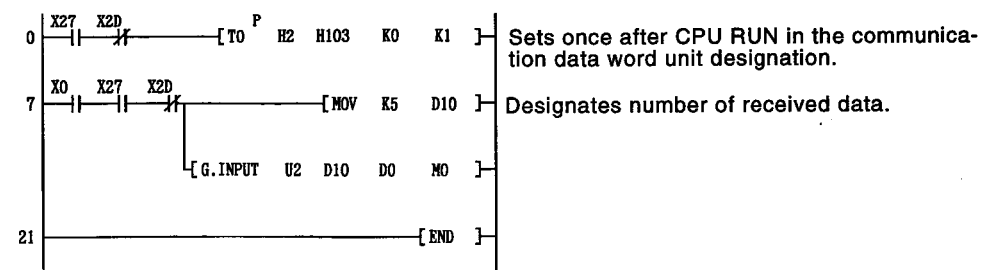 X27 X2D
0 [ TO P H2 H103 K0 K1 ] Sets once after CPU RUN in the communica-
tion data word unit designation.
X0 X27 X2D
7 [ MOV K5 D10 ] Designates number of received data.
[ G.INPUT U2 D10 D0 M0 ]
21 [ END ]